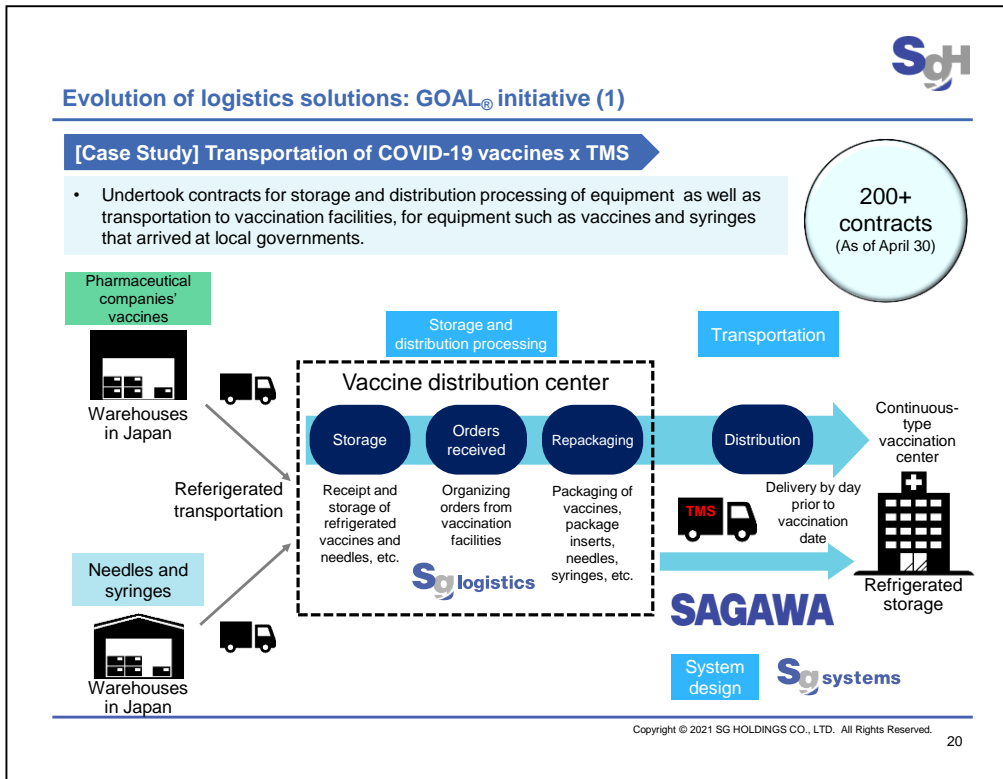 SgH
Evolution of logistics solutions: GOAL® initiative (1)
[Case Study] Transportation of COVID-19 vaccines x TMS
• Undertook contracts for storage and distribution processing of equipment as well as
transportation to vaccination facilities, for equipment such as vaccines and syringes
that arrived at local governments.
200+
contracts
(As of April 30)
Pharmaceutical
companies'
vaccines
Warehouses
in Japan
Referigerated
transportation
Needles and
syringes
Warehouses
in Japan
Storage and
distribution processing
Vaccine distribution center
Storage
Receipt and
storage of
refrigerated
vaccines and
needles, etc.
Orders
received
Organizing
orders from
vaccination
facilities
Repackaging
Packaging of
vaccines,
package
inserts,
needles,
syringes, etc.
Sg logistics
Transportation
Distribution
TMS
Delivery by day
prior to
vaccination
date
SAGAWA
Continuous-
type
vaccination
center
Refrigerated
storage
System
design
Sg systems
Copyright © 2021 SG HOLDINGS CO., LTD. All Rights Reserved.
20